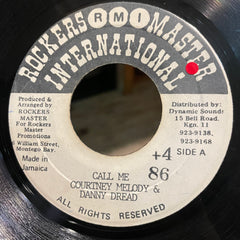 ROCKERS MASTER
RMI
INTERNATIONAL
Produced and
Arranged by
ROCKERS
MASTER
For Rockers
Master
Promotions
William Street,
Montego Bay.
Made in
Jamaica
Distributed by:
Dynamic Sounds
15 Bell Road.
Kgn. 11
923-9138,
923-9168
+4 SIDE A
86
CALL ME
COURTNEY MELODY &
DANNY DREAD
ALL RIGHTS RESERVED